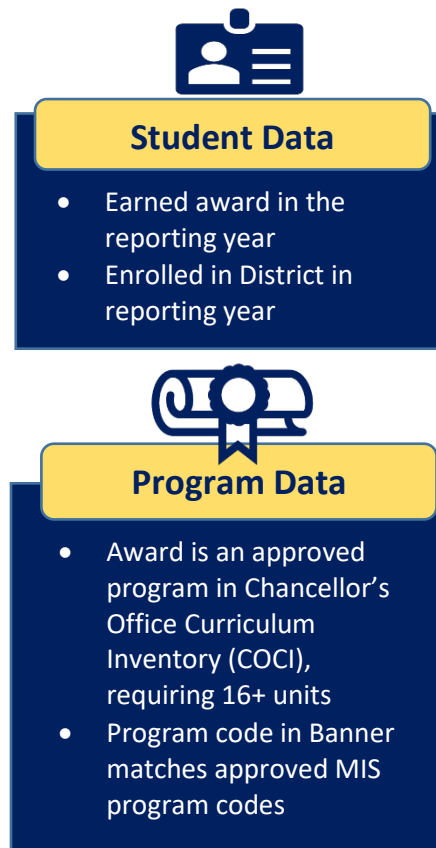 Student Data
• Earned award in the
reporting year
• Enrolled in District in
reporting year
Program Data
• Award is an approved
program in Chancellor’s
Office Curriculum
Inventory (COCI),
requiring 16+ units
• Program code in Banner
matches approved MIS
program codes